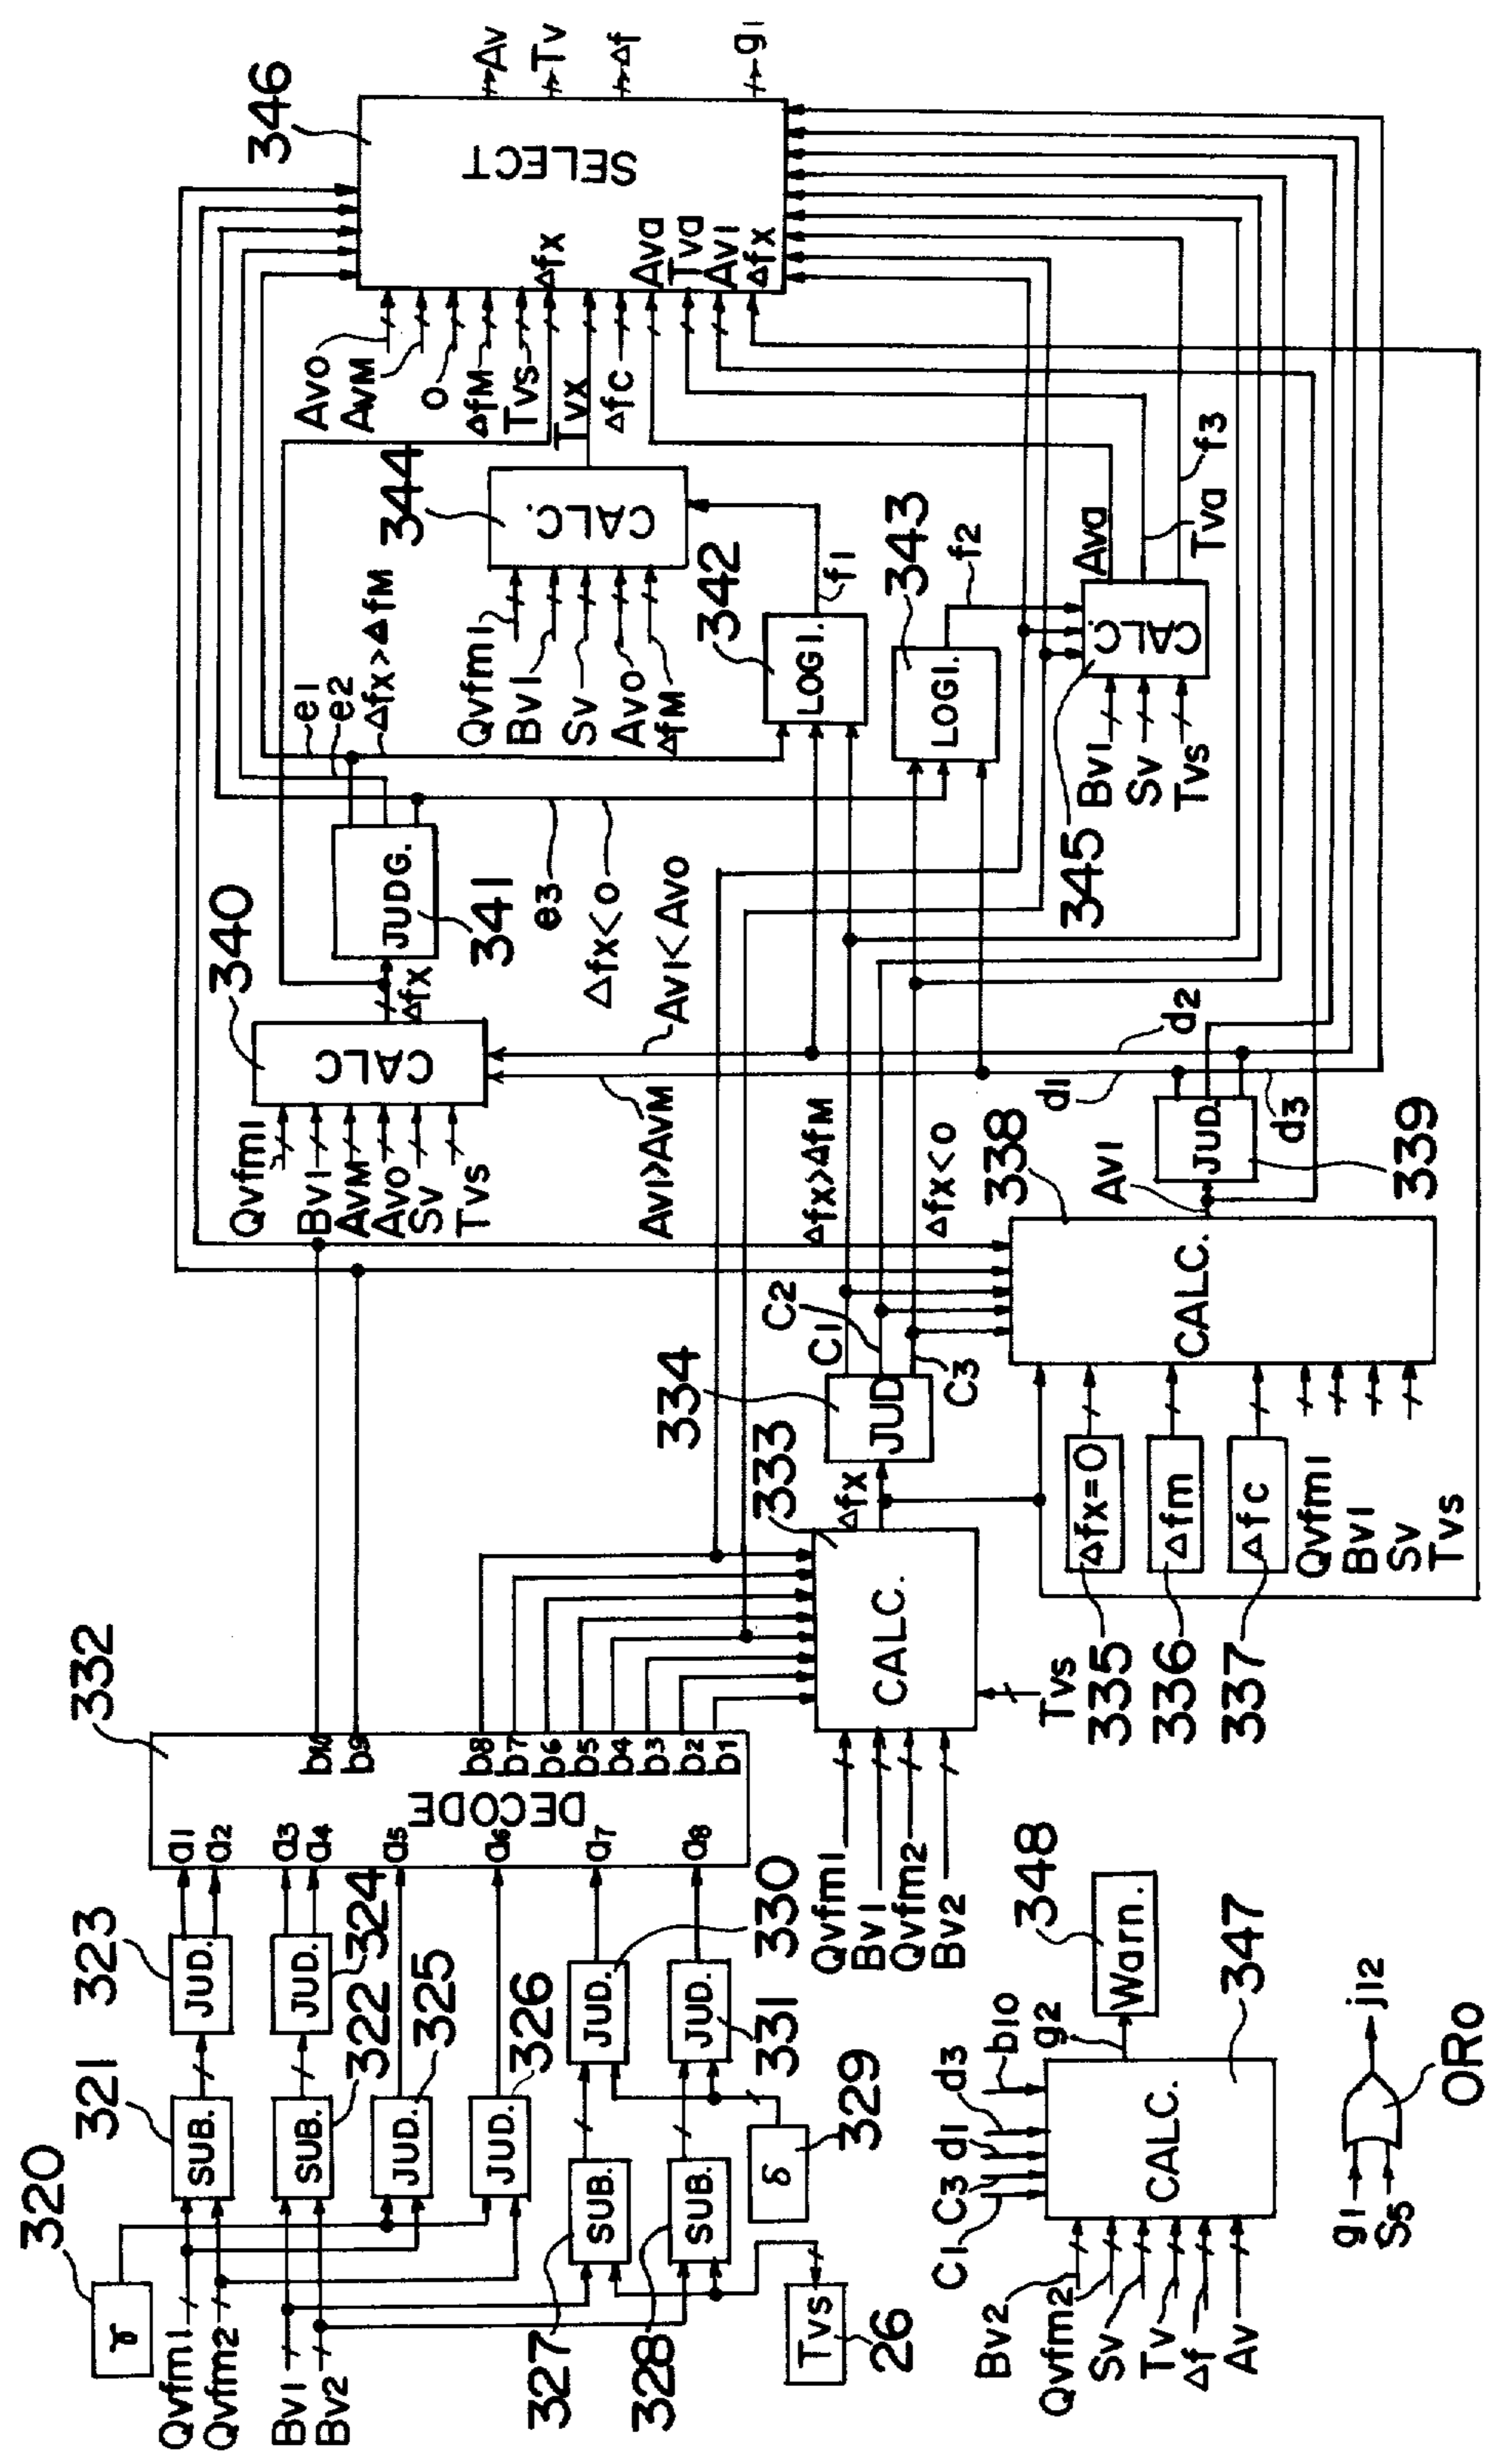 320
321
323
332
γ
Qvfm1
Qvfm2
Bv1
Bv2
SUB.
JUD.
SUB.
JUD.
322
324
JUD.
325
JUD.
326
327
328
SUB.
SUB.
JUD.
JUD.
330
331
δ
329
Tvs
26
a1
a2
a3
a4
a5
a6
a7
a8
DECODE
b10
b9
b8
b7
b6
b5
b4
b3
b2
b1
Qvfm1
Bv1
Qvfm2
Bv2
CALC.
333
Tvs
Δfx
334
JUD
C1
C2
C3
Δfx>ΔfM
Δfx<0
335
Δfx=0
336
Δfm
337
Δfc
Qvfm1
Bv1
Sv
Tvs
338
CALC.
Av1
JUD.
339
d1
d2
d3
340
Qvfm1
Bv1
AvM
Avo
Sv
Tvs
CALC
Av1>AvM
Av1<Avo
Δfx
JUDG.
341
e1
e2
Δfx>ΔfM
e3
Δfx<0
342
LOGI.
f1
343
LOGI.
f2
344
Qvfm1
Bv1
Sv
Avo
ΔfM
CALC.
Tvx
345
Bv1
Sv
Tvs
CALC.
Ava
Tva
f3
346
Avo
AvM
0
ΔfM
Tvs
Δfc
Δfx
Ava
Tva
Av1
Δfx
SELECT
Av
Tv
Δf
g1
C1
C3
d1
d3
b10
Bv2
Qvfm2
Sv
Tv
Δf
Av
CALC.
347
g2
Warn.
348
g1
S5
j12
ORo